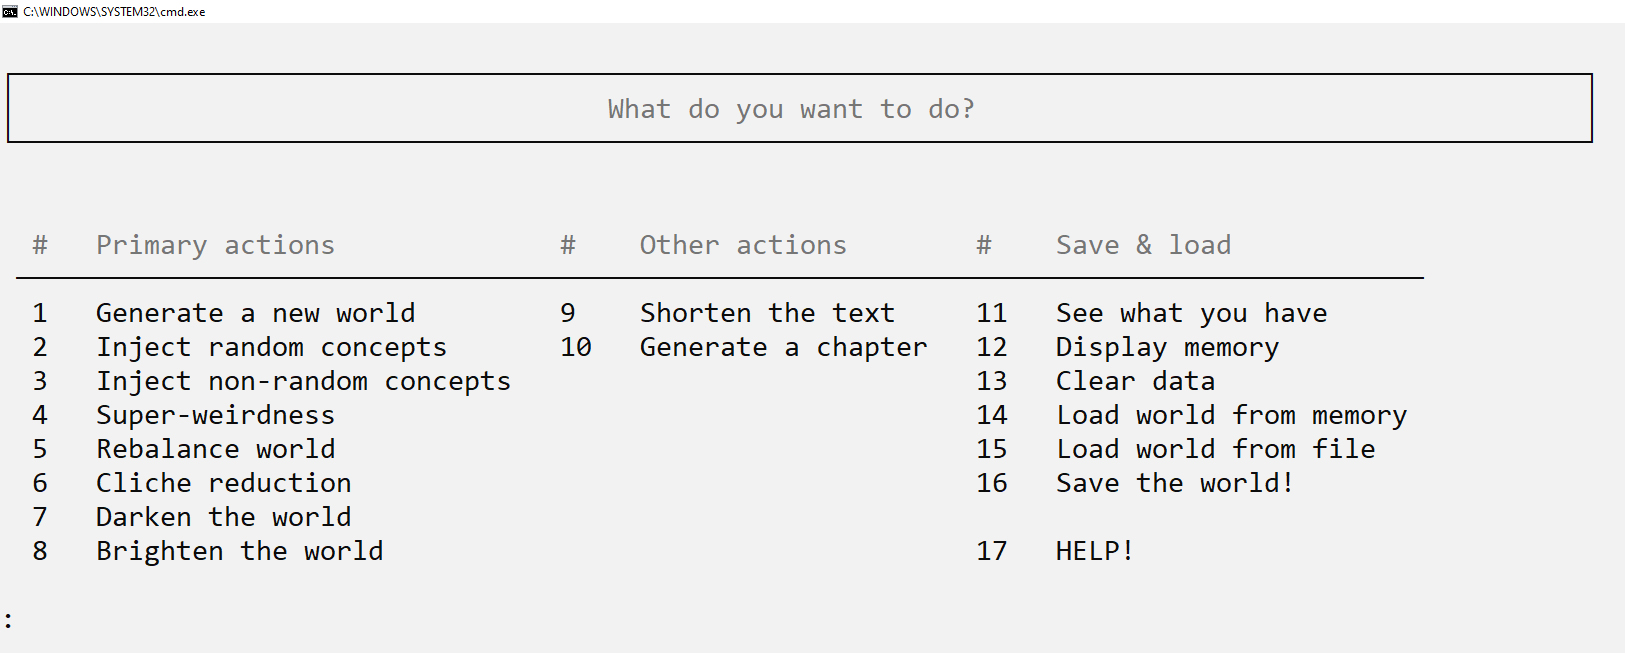 C:\WINDOWS\SYSTEM32\cmd.exe
What do you want to do?
# Primary actions # Other actions # Save & load
1 Generate a new world 9 Shorten the text 11 See what you have
2 Inject random concepts 10 Generate a chapter 12 Display memory
3 Inject non-random concepts 13 Clear data
4 Super-weirdness 14 Load world from memory
5 Rebalance world 15 Load world from file
6 Cliche reduction 16 Save the world!
7 Darken the world
8 Brighten the world 17 HELP!
: